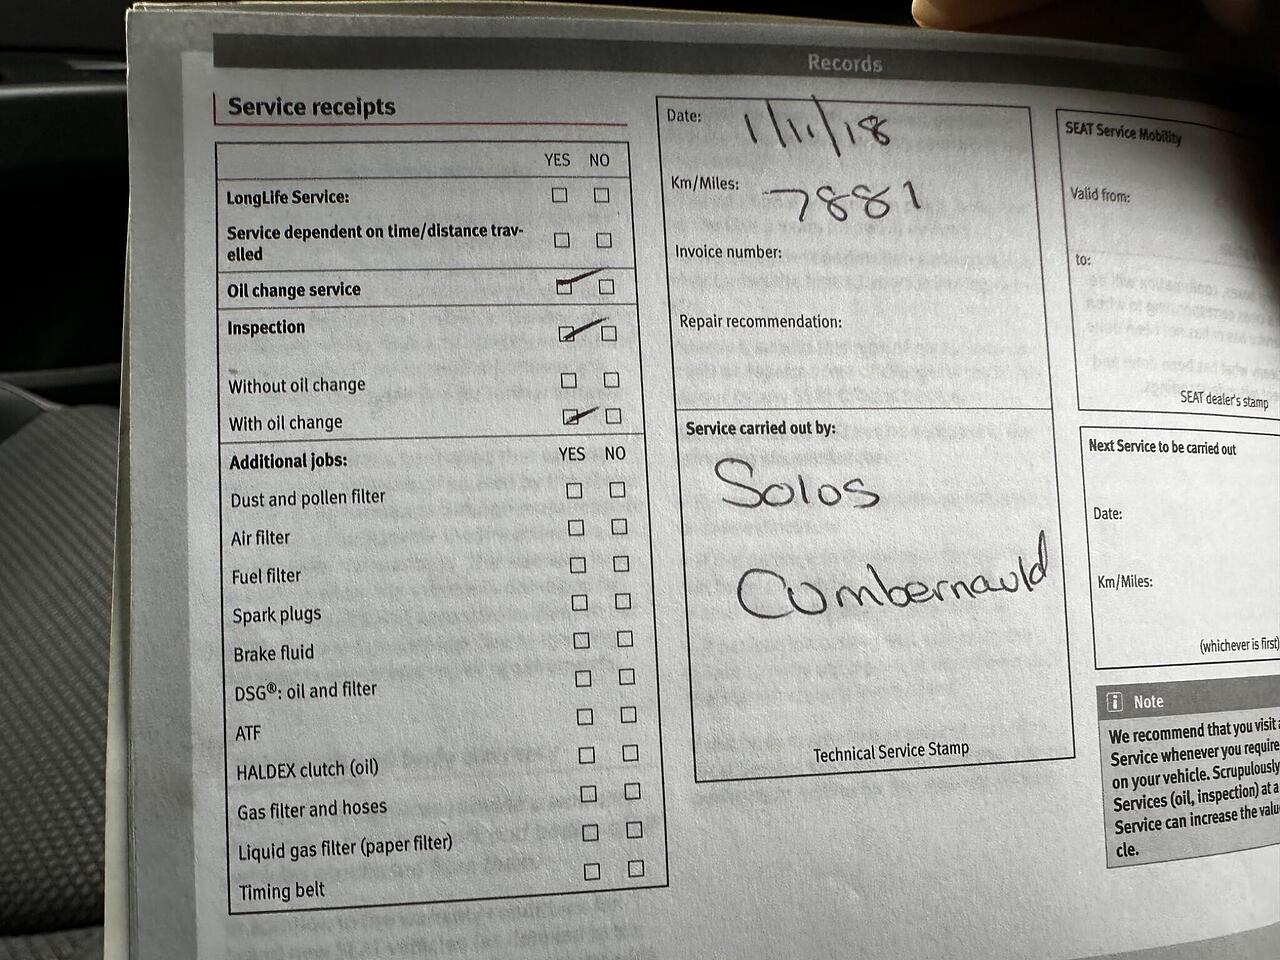 Records
Service receipts
YES NO
LongLife Service:
Service dependent on time/distance trav-
elled
Oil change service
Inspection
Without oil change
With oil change
Additional jobs: YES NO
Dust and pollen filter
Air filter
Fuel filter
Spark plugs
Brake fluid
DSG®: oil and filter
ATF
HALDEX clutch (oil)
Gas filter and hoses
Liquid gas filter (paper filter)
Timing belt
Date: 1/11/18
Km/Miles: 7881
Invoice number:
Repair recommendation:
Service carried out by:
Solos
Cumbernauld
Technical Service Stamp
SEAT Service Mobility
Valid from:
to:
SEAT dealer's stamp
Next Service to be carried out
Date:
Km/Miles:
(whichever is first)
i Note
We recommend that you visit a
Service whenever you require
on your vehicle. Scrupulously
Services (oil, inspection) at a
Service can increase the valu
cle.